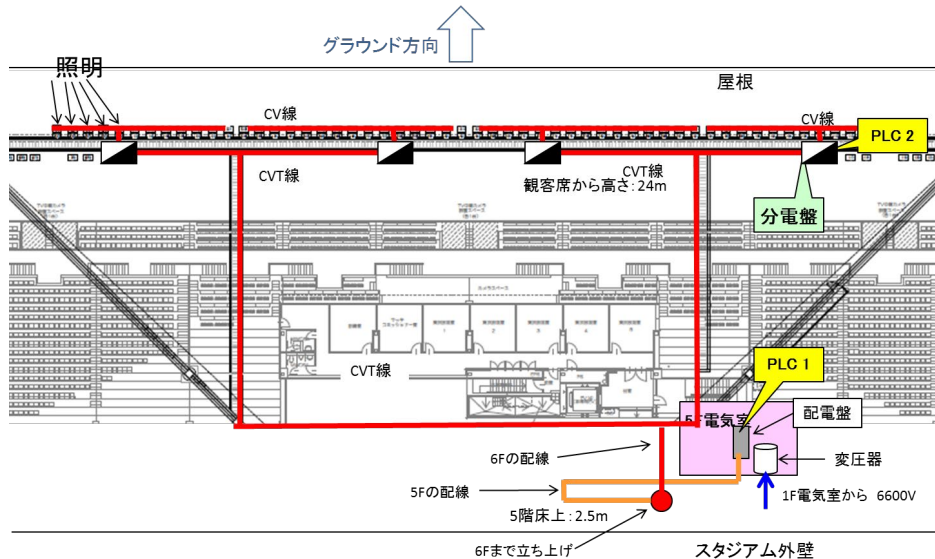 グラウンド方向
照明
屋根
CV線
CV線
PLC 2
CVT線
CVT線
観客席から高さ:24m
分電盤
CVT線
PLC 1
5F電気室
配電盤
6Fの配線
変圧器
5Fの配線
1F電気室から 6600V
5階床上:2.5m
6Fまで立ち上げ
スタジアム外壁